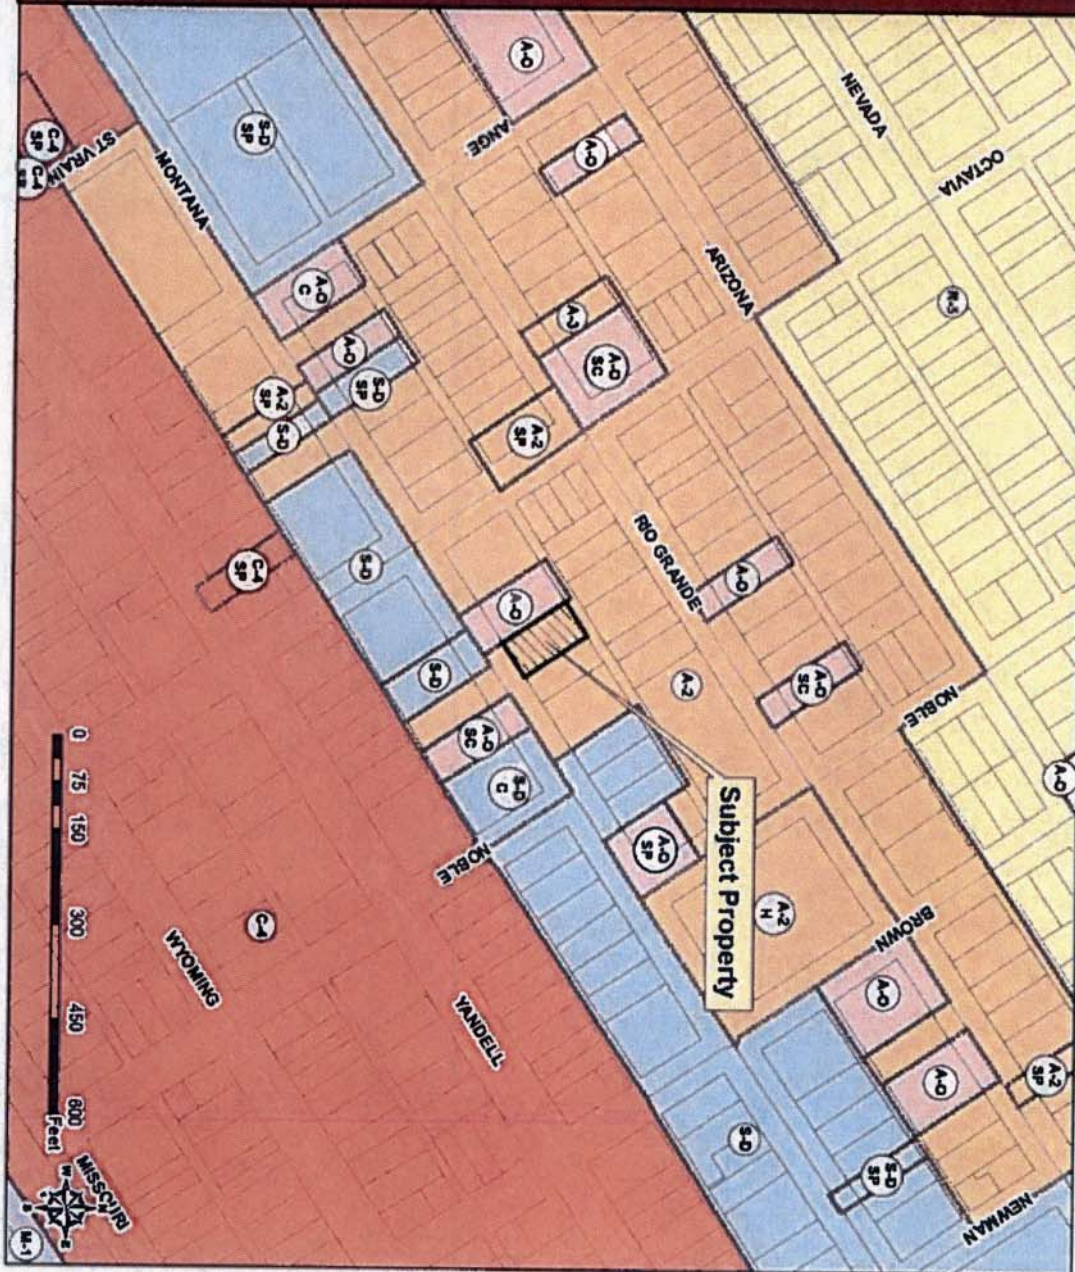 A-O
A-2
SP
NEWMAN
OCTAVIA
R-3
A-O
NOBLE
BROWN
A-O
S-D
SP
NEVADA
A-O
SC
A-2
H
S-D
A-O
ARIZONA
Subject Property
A-2
RIO GRANDE
A-O
SP
A-O
SC
A-O
A-3
A-O
A-2
SP
A-O
S-D
C
ANGE
A-O
SC
YANDELL
NOBLE
S-D
S-D
SP
S-D
A-O
A-O
C
S-D
A-2
SP
C-4
S-D
SP
C-4
SP
WYOMING
MONTANA
ST VRAIN
MISSOURI
0 75 150 300 450 600
Feet
N
W E
S
C-4
SP
C-4
SP
M-1